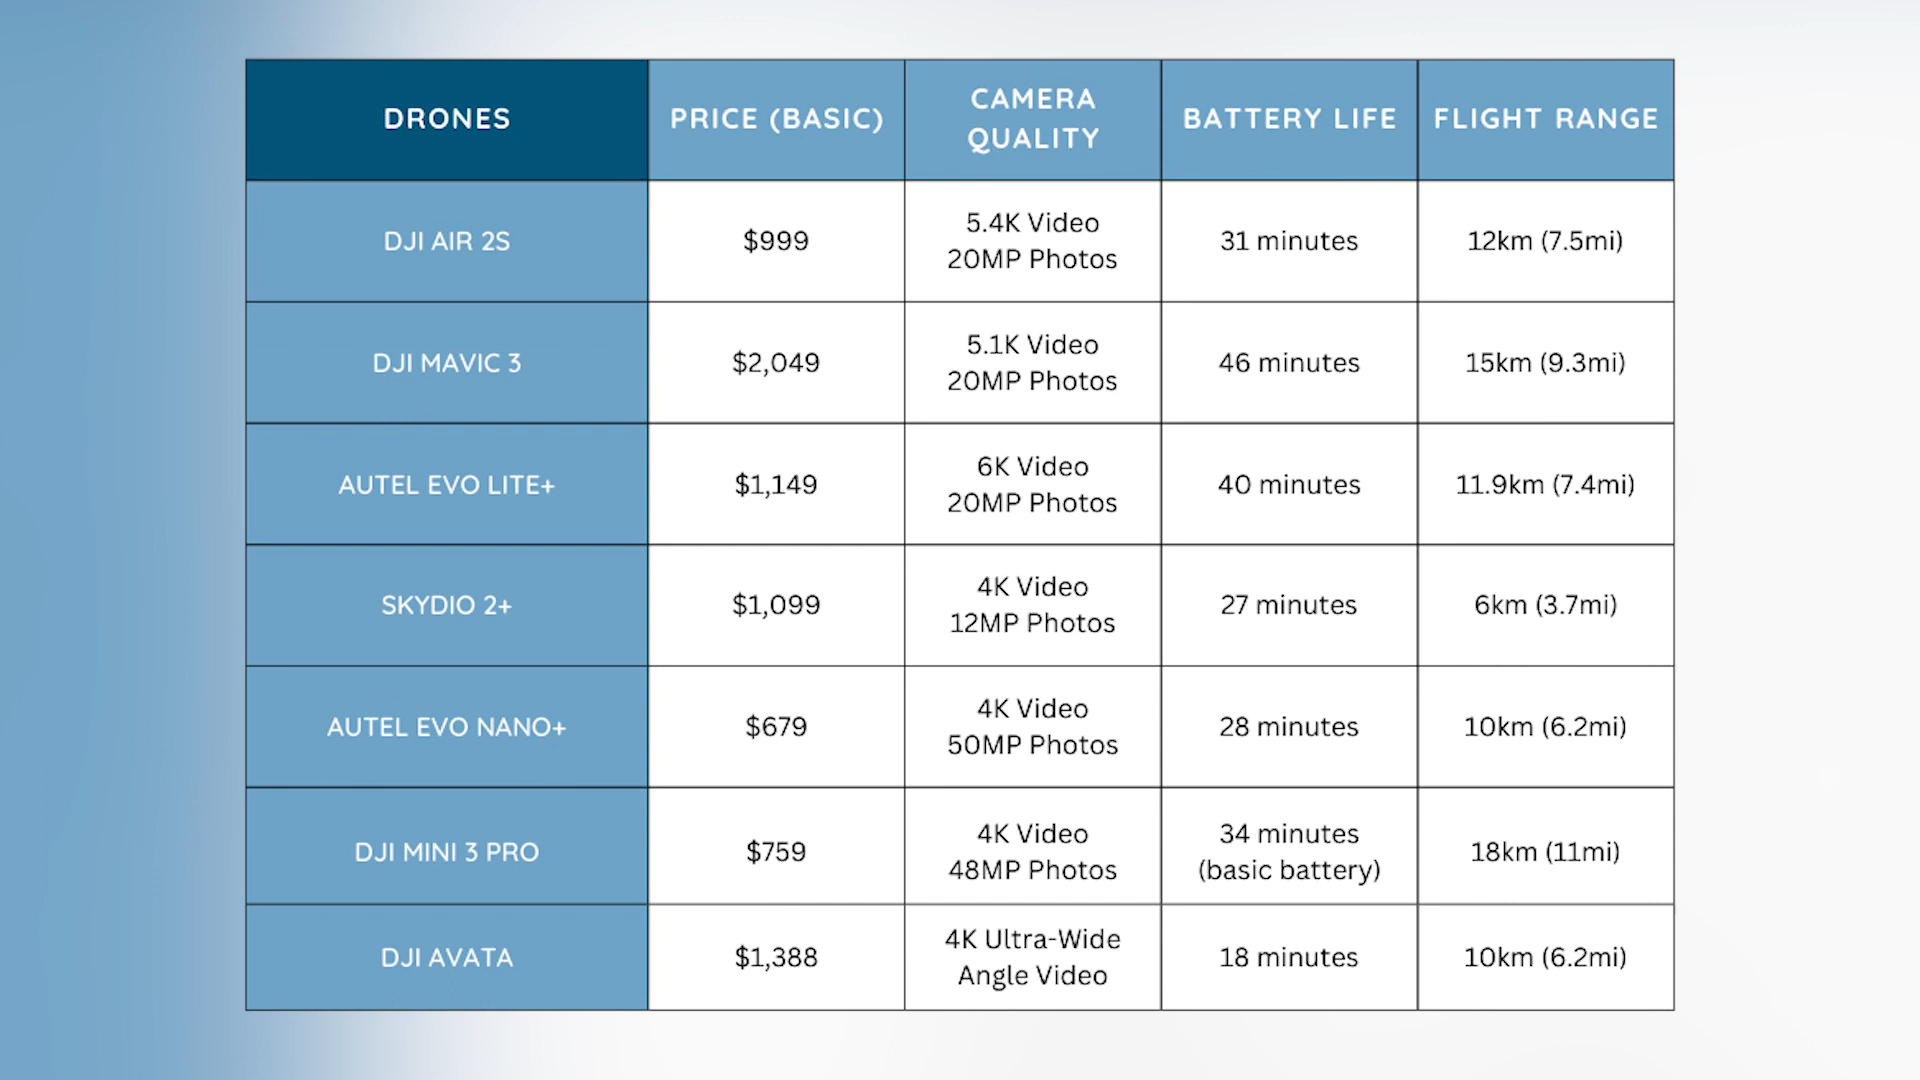 DRONES
PRICE (BASIC)
CAMERA
QUALITY
BATTERY LIFE
FLIGHT RANGE
DJI AIR 2S
$999
5.4K Video
20MP Photos
31 minutes
12km (7.5mi)
DJI MAVIC 3
$2,049
5.1K Video
20MP Photos
46 minutes
15km (9.3mi)
AUTEL EVO LITE+
$1,149
6K Video
20MP Photos
40 minutes
11.9km (7.4mi)
SKYDIO 2+
$1,099
4K Video
12MP Photos
27 minutes
6km (3.7mi)
AUTEL EVO NANO+
$679
4K Video
50MP Photos
28 minutes
10km (6.2mi)
DJI MINI 3 PRO
$759
4K Video
48MP Photos
34 minutes
(basic battery)
18km (11mi)
DJI AVATA
$1,388
4K Ultra-Wide
Angle Video
18 minutes
10km (6.2mi)